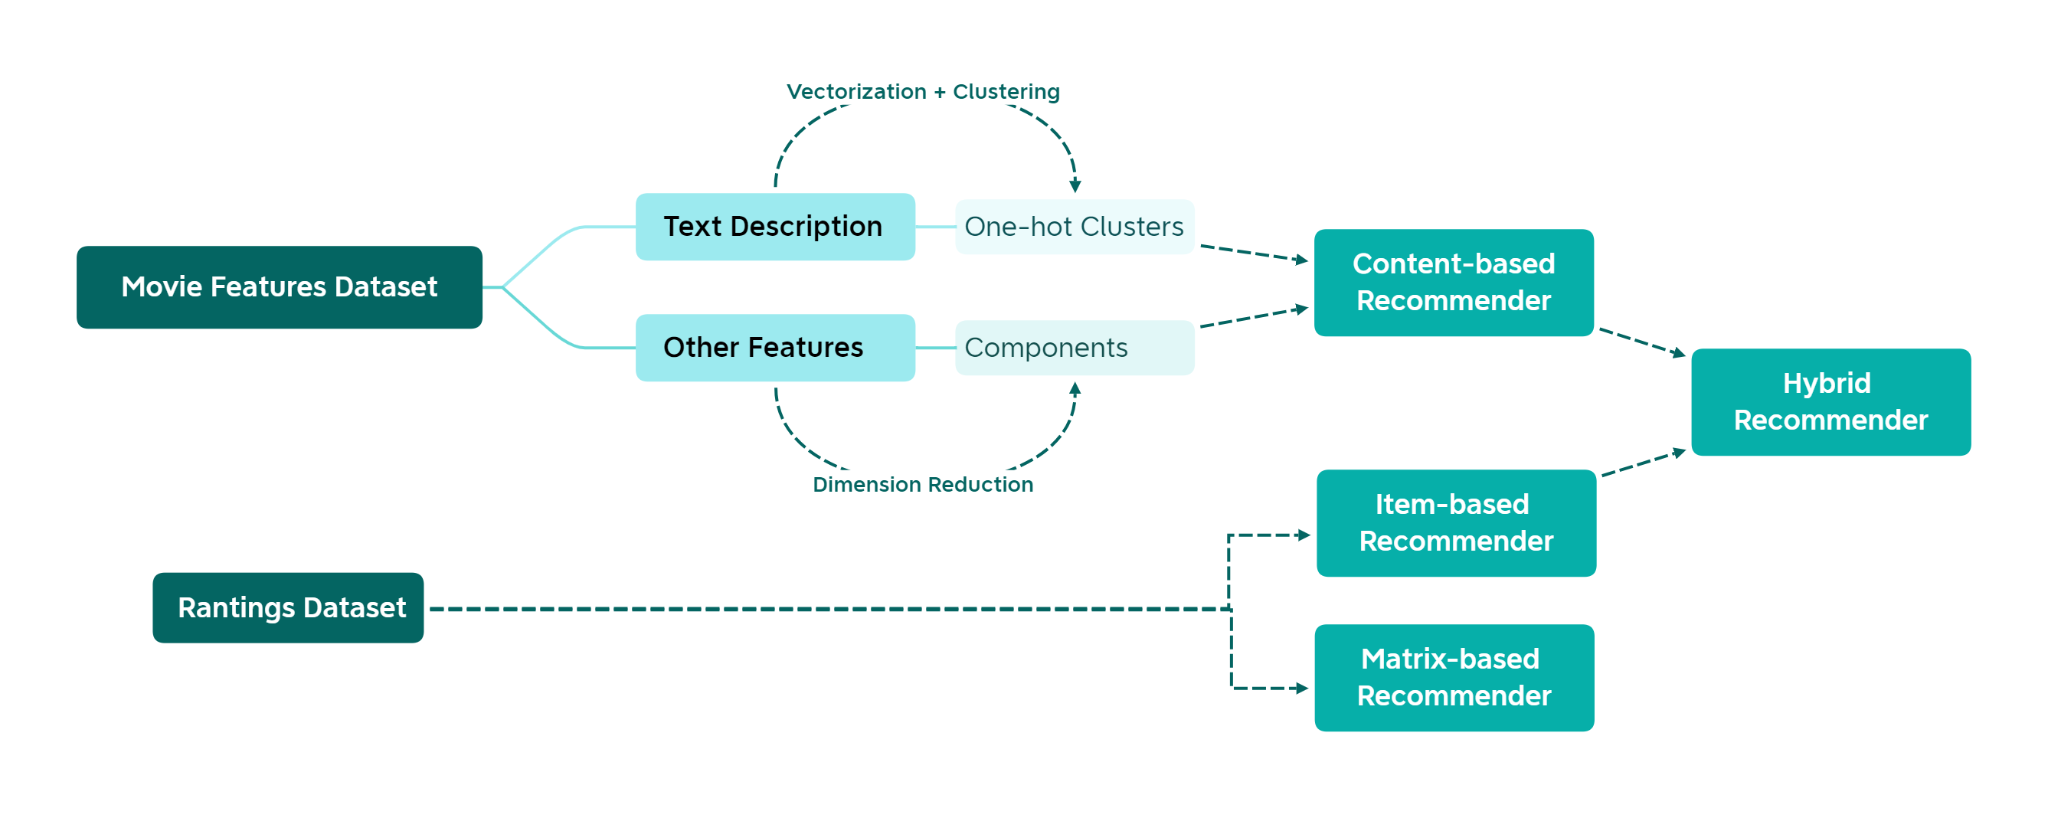 Vectorization + Clustering
Text Description
One-hot Clusters
Movie Features Dataset
Other Features
Components
Dimension Reduction
Content-based
Recommender
Hybrid
Recommender
Rantings Dataset
Item-based
Recommender
Matrix-based
Recommender